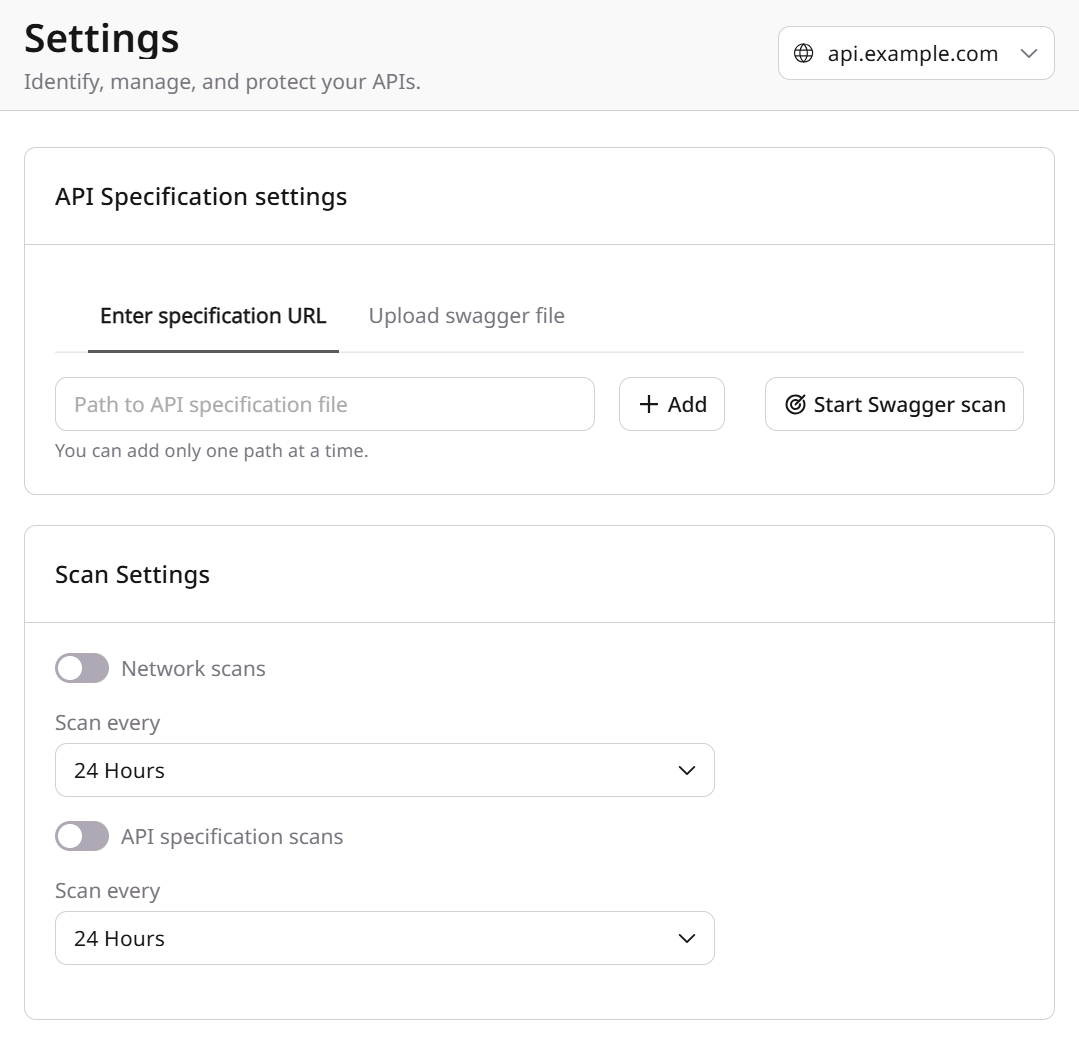 Settings
Identify, manage, and protect your APIs.
api.example.com
API Specification settings
Enter specification URL
Upload swagger file
Path to API specification file
Add
Start Swagger scan
You can add only one path at a time.
Scan Settings
Network scans
Scan every
24 Hours
API specification scans
Scan every
24 Hours